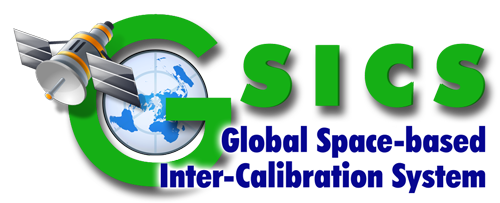 GSICS
Global Space-based
Inter-Calibration System